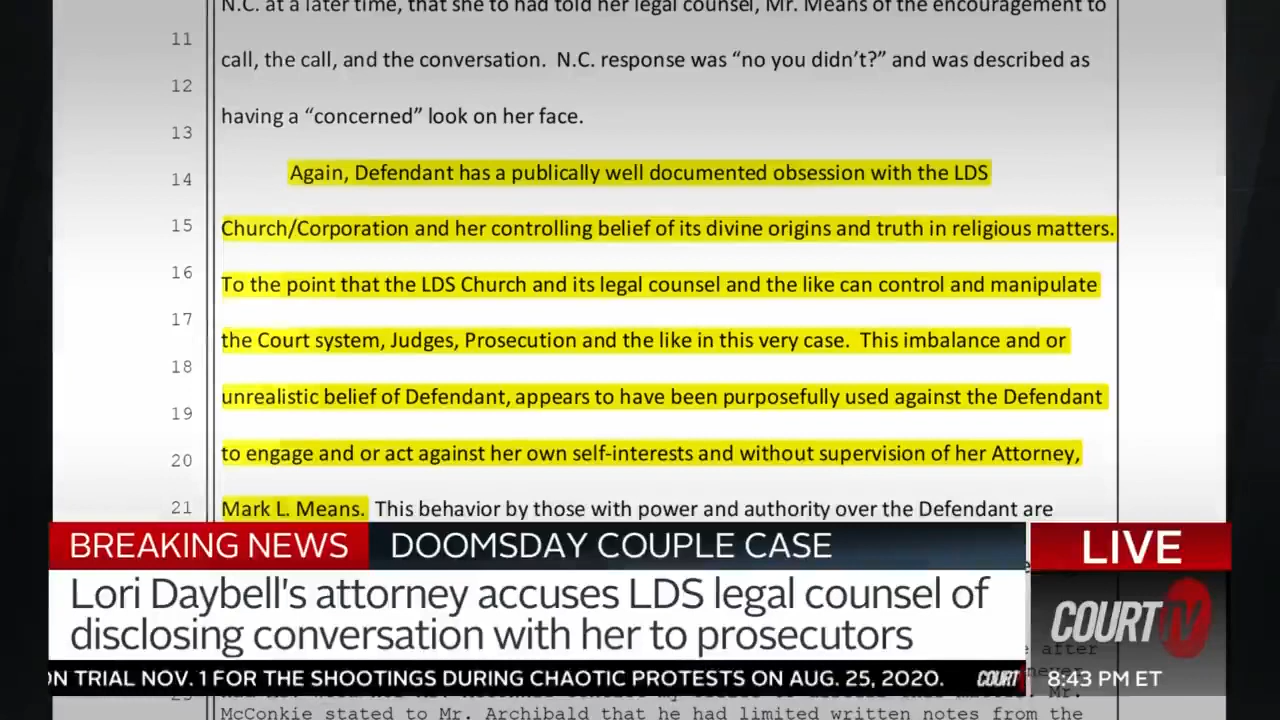 N.C. at a later time, that she to had told her legal counsel, Mr. Means of the encouragement to
11
call, the call, and the conversation. N.C. response was “no you didn’t?” and was described as
12
having a “concerned” look on her face.
13
14
Again, Defendant has a publically well documented obsession with the LDS
15
Church/Corporation and her controlling belief of its divine origins and truth in religious matters.
16
To the point that the LDS Church and its legal counsel and the like can control and manipulate
17
the Court system, Judges, Prosecution and the like in this very case. This imbalance and or
18
unrealistic belief of Defendant, appears to have been purposefully used against the Defendant
19
to engage and or act against her own self-interests and without supervision of her Attorney,
20
21
Mark L. Means. This behavior by those with power and authority over the Defendant are
BREAKING NEWS DOOMSDAY COUPLE CASE LIVE
Lori Daybell's attorney accuses LDS legal counsel of
disclosing conversation with her to prosecutors
COURT TV
after
ON TRIAL NOV. 1 FOR THE SHOOTINGS DURING CHAOTIC PROTESTS ON AUG. 25, 2020. COURT 8:43 PM ET
McConkie stated to Mr. Archibald that he had limited written notes from the